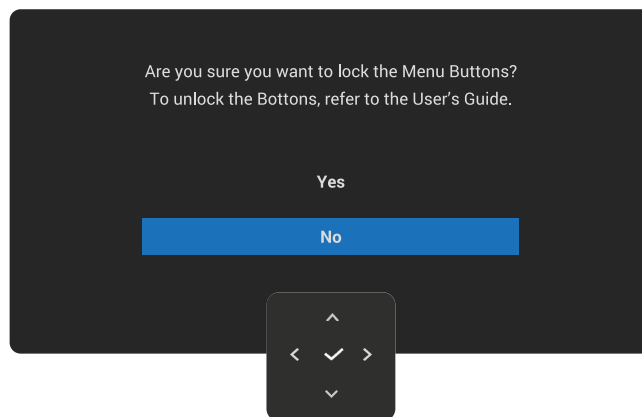 Are you sure you want to lock the Menu Buttons?
To unlock the Bottons, refer to the User's Guide.
Yes
No